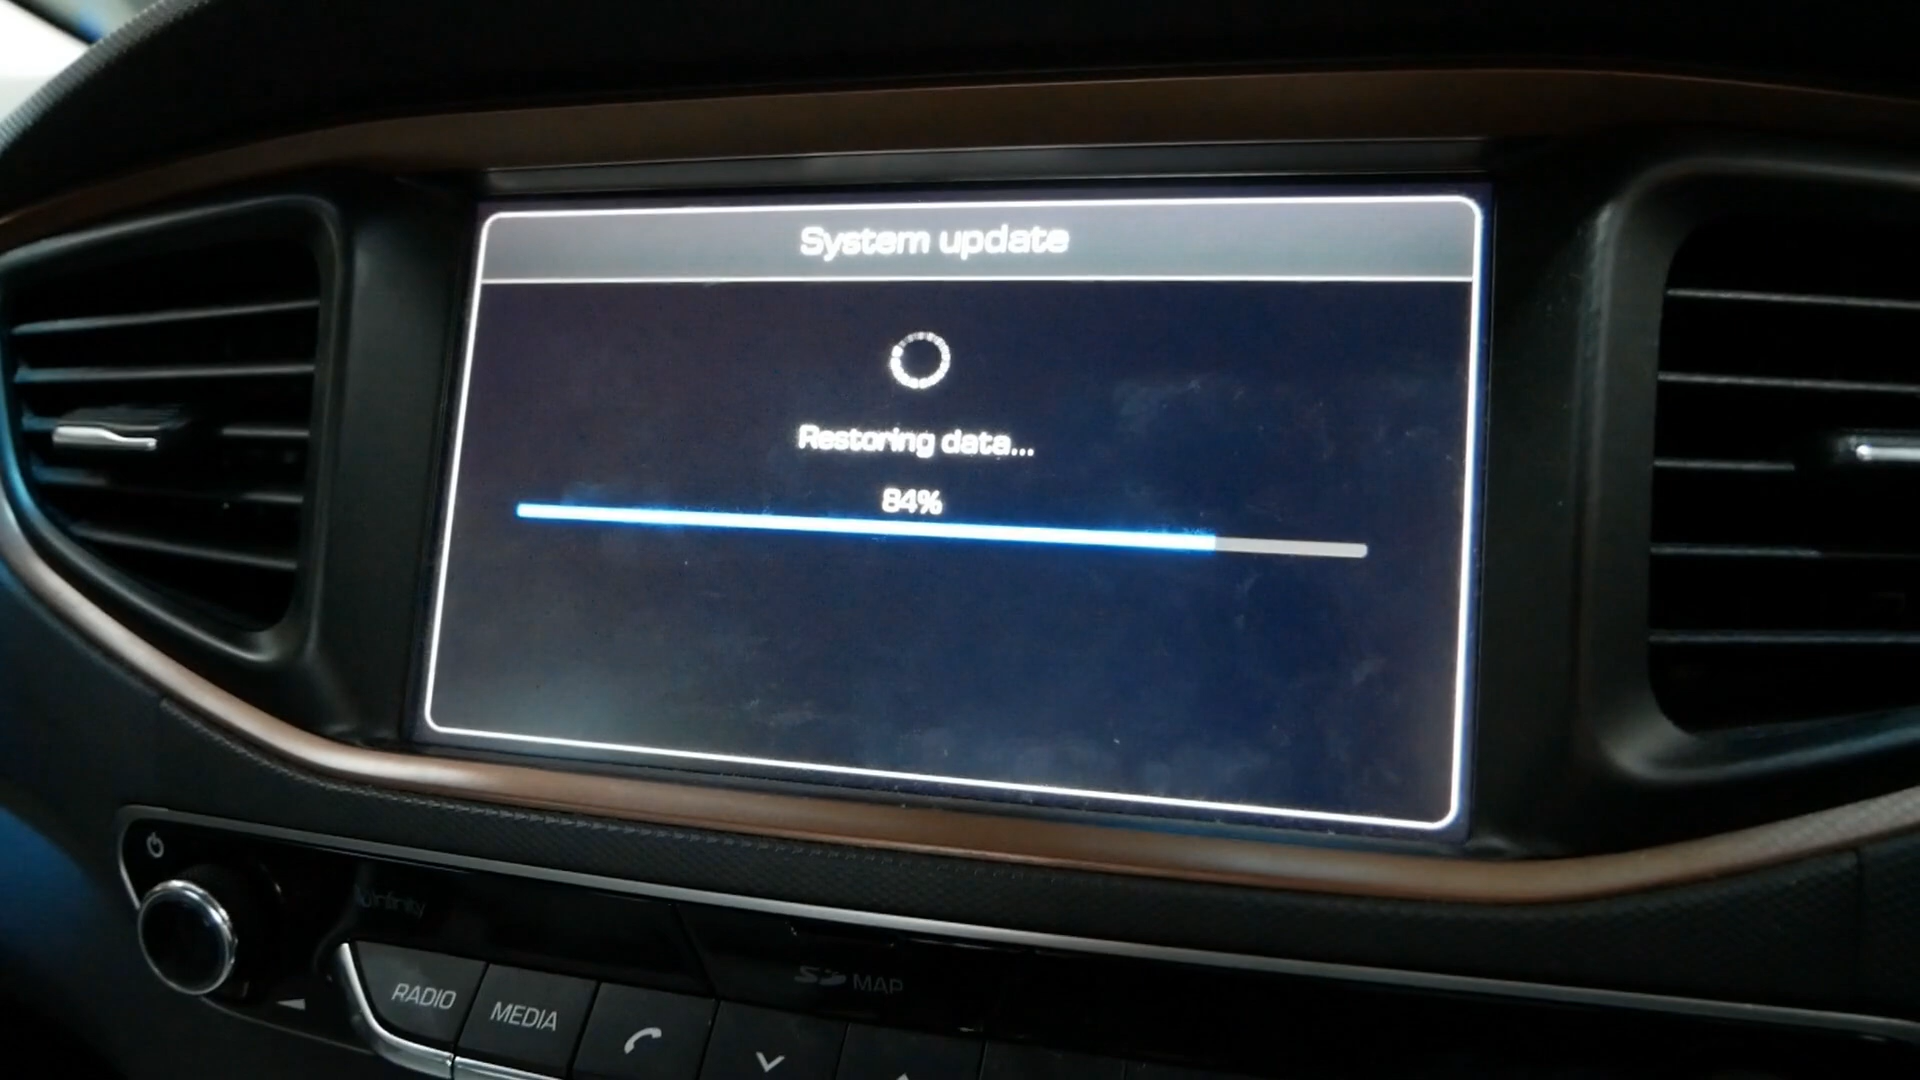 System update
Restoring data...
84%
infinity
SD MAP
RADIO
MEDIA